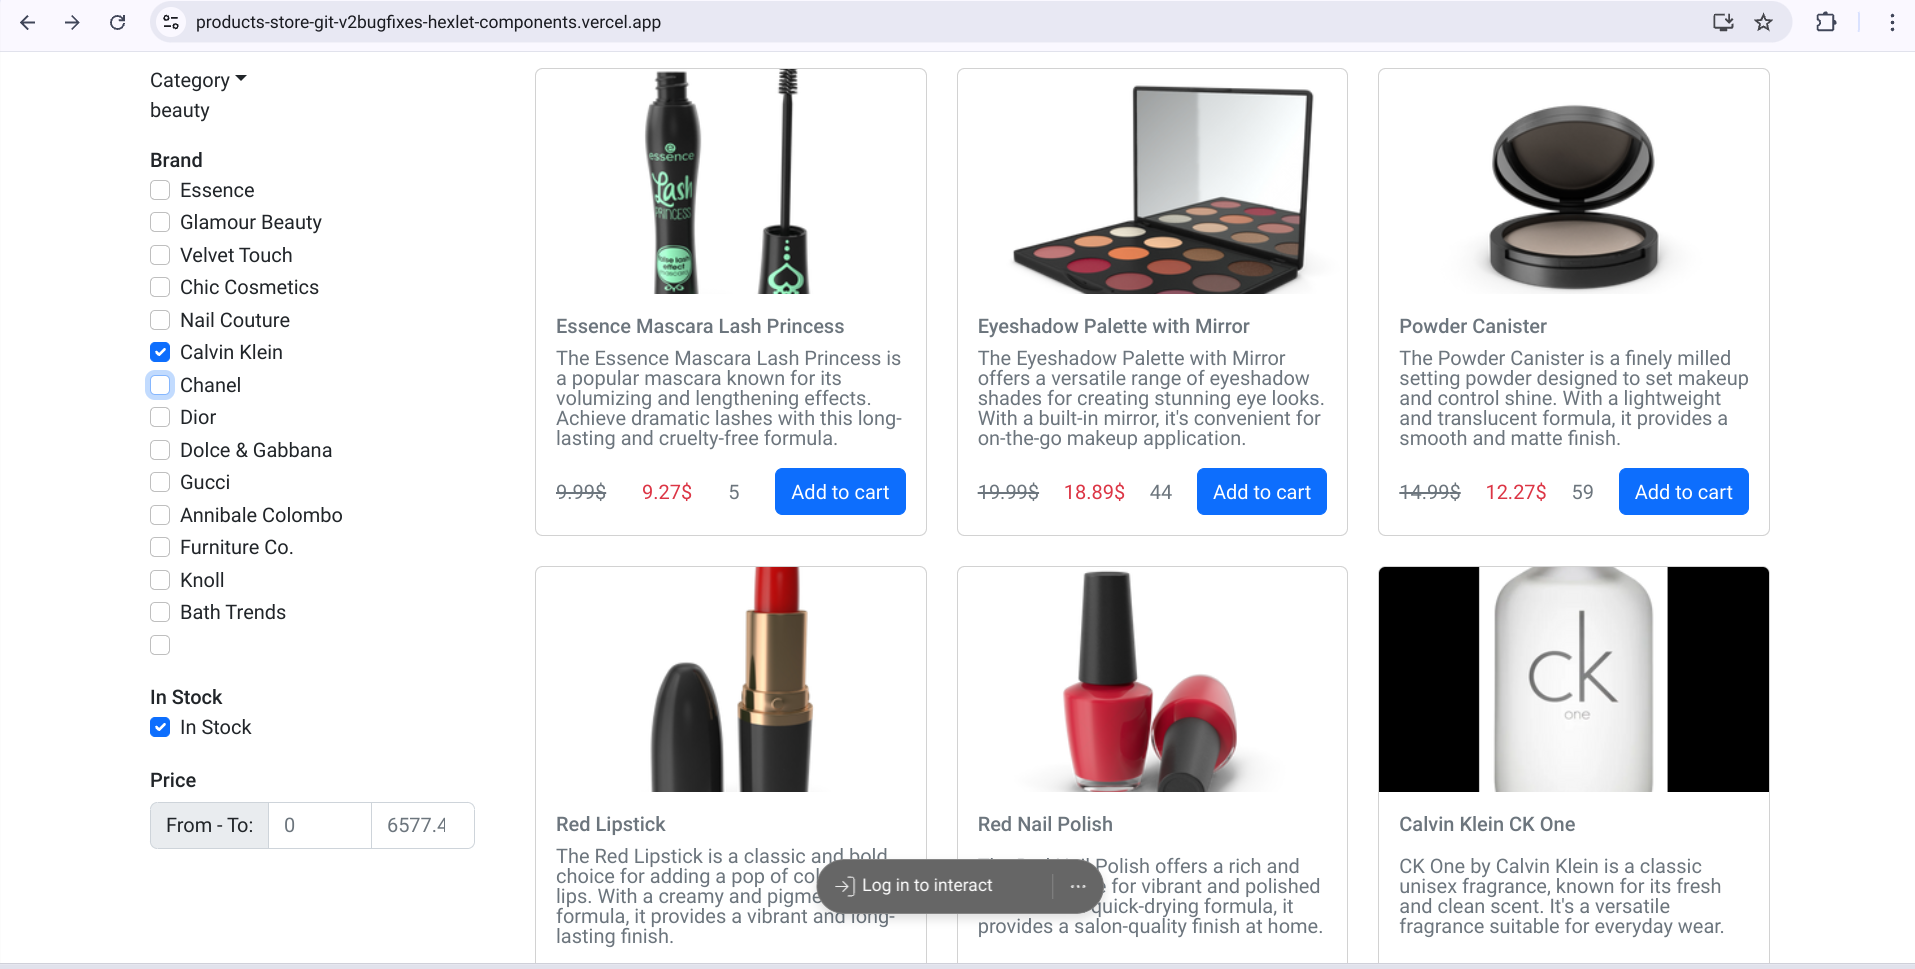 products-store-git-v2bugfixes-hexlet-components.vercel.app
Category
beauty
Brand
Essence
Glamour Beauty
Velvet Touch
Chic Cosmetics
Nail Couture
Calvin Klein
Chanel
Dior
Dolce & Gabbana
Gucci
Annibale Colombo
Furniture Co.
Knoll
Bath Trends
In Stock
In Stock
Price
From - To:
0
6577.4
essence
Lash
PRINCESS
false lash
effect
Essence Mascara Lash Princess
The Essence Mascara Lash Princess is
a popular mascara known for its
volumizing and lengthening effects.
Achieve dramatic lashes with this long-
lasting and cruelty-free formula.
9.99$ 9.27$ 5 Add to cart
Eyeshadow Palette with Mirror
The Eyeshadow Palette with Mirror
offers a versatile range of eyeshadow
shades for creating stunning eye looks.
With a built-in mirror, it's convenient for
on-the-go makeup application.
19.99$ 18.89$ 44 Add to cart
Powder Canister
The Powder Canister is a finely milled
setting powder designed to set makeup
and control shine. With a lightweight
and translucent formula, it provides a
smooth and matte finish.
14.99$ 12.27$ 59 Add to cart
Red Lipstick
The Red Lipstick is a classic and bold
choice for adding a pop of
lips. With a creamy and
formula, it provides a vibrant and long-
lasting finish.
Red Nail Polish
Polish offers a rich and
for vibrant and polished
quick-drying formula, it
provides a salon-quality finish at home.
ck
one
Calvin Klein CK One
CK One by Calvin Klein is a classic
unisex fragrance, known for its fresh
and clean scent. It's a versatile
fragrance suitable for everyday wear.
Log in to interact